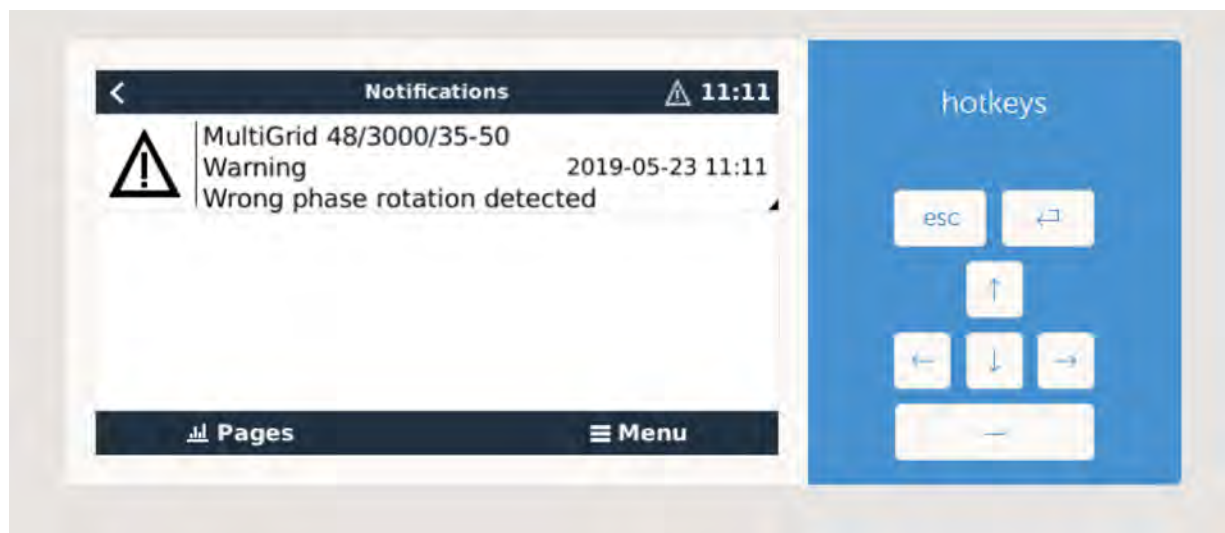 Notifications
11:11
MultiGrid 48/3000/35-50
Warning
2019-05-23 11:11
Wrong phase rotation detected
Pages
Menu
hotkeys
esc